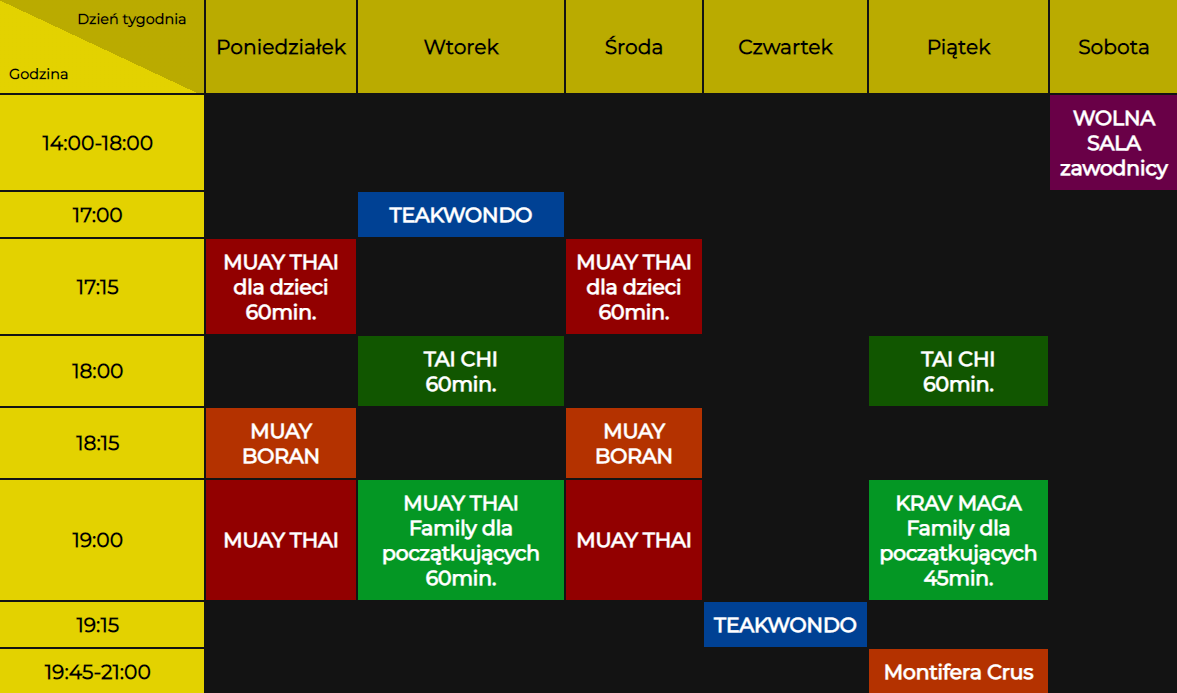 Dzień tygodnia
Godzina
Poniedziałek
Wtorek
Środa
Czwartek
Piątek
Sobota
14:00-18:00
WOLNA
SALA
zawodnicy
17:00
TEAKWONDO
17:15
MUAY THAI
dla dzieci
60min.
MUAY THAI
dla dzieci
60min.
18:00
TAI CHI
60min.
TAI CHI
60min.
18:15
MUAY
BORAN
MUAY
BORAN
19:00
MUAY THAI
MUAY THAI
Family dla
początkujących
60min.
MUAY THAI
KRAV MAGA
Family dla
początkujących
45min.
19:15
TEAKWONDO
19:45-21:00
Montifera Crus